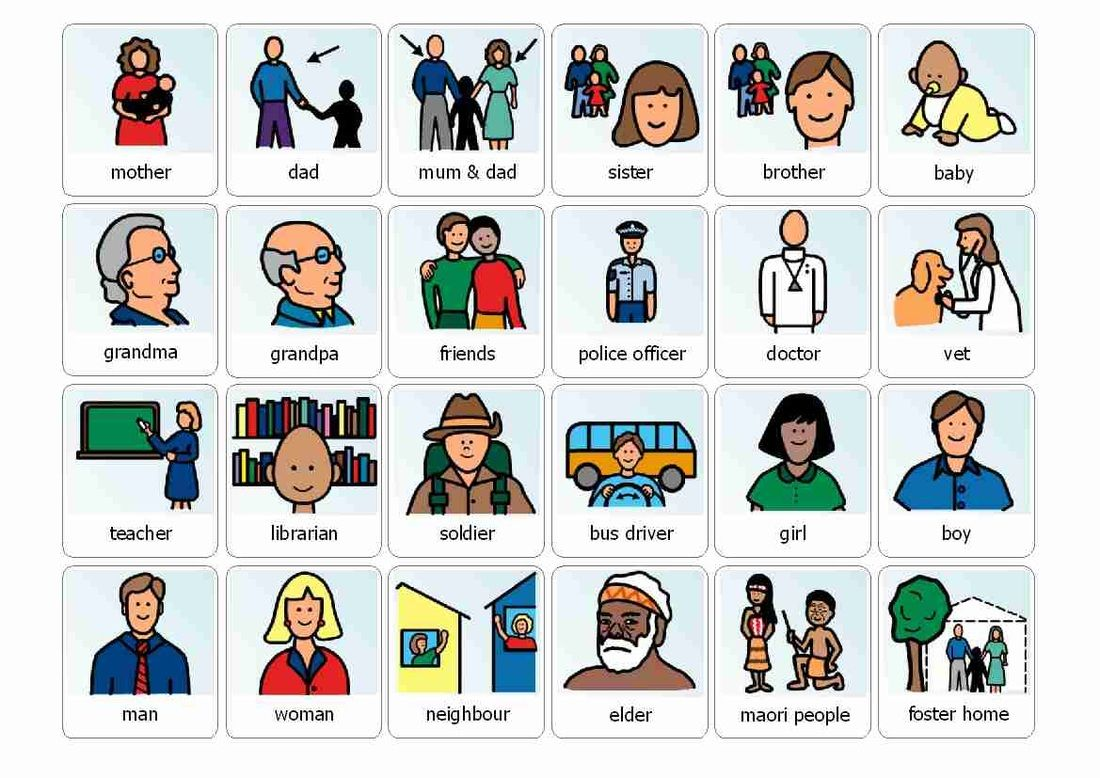 mother
dad
mum & dad
sister
brother
baby
grandma
grandpa
friends
police officer
doctor
vet
teacher
librarian
soldier
bus driver
girl
boy
man
woman
neighbour
elder
maori people
foster home